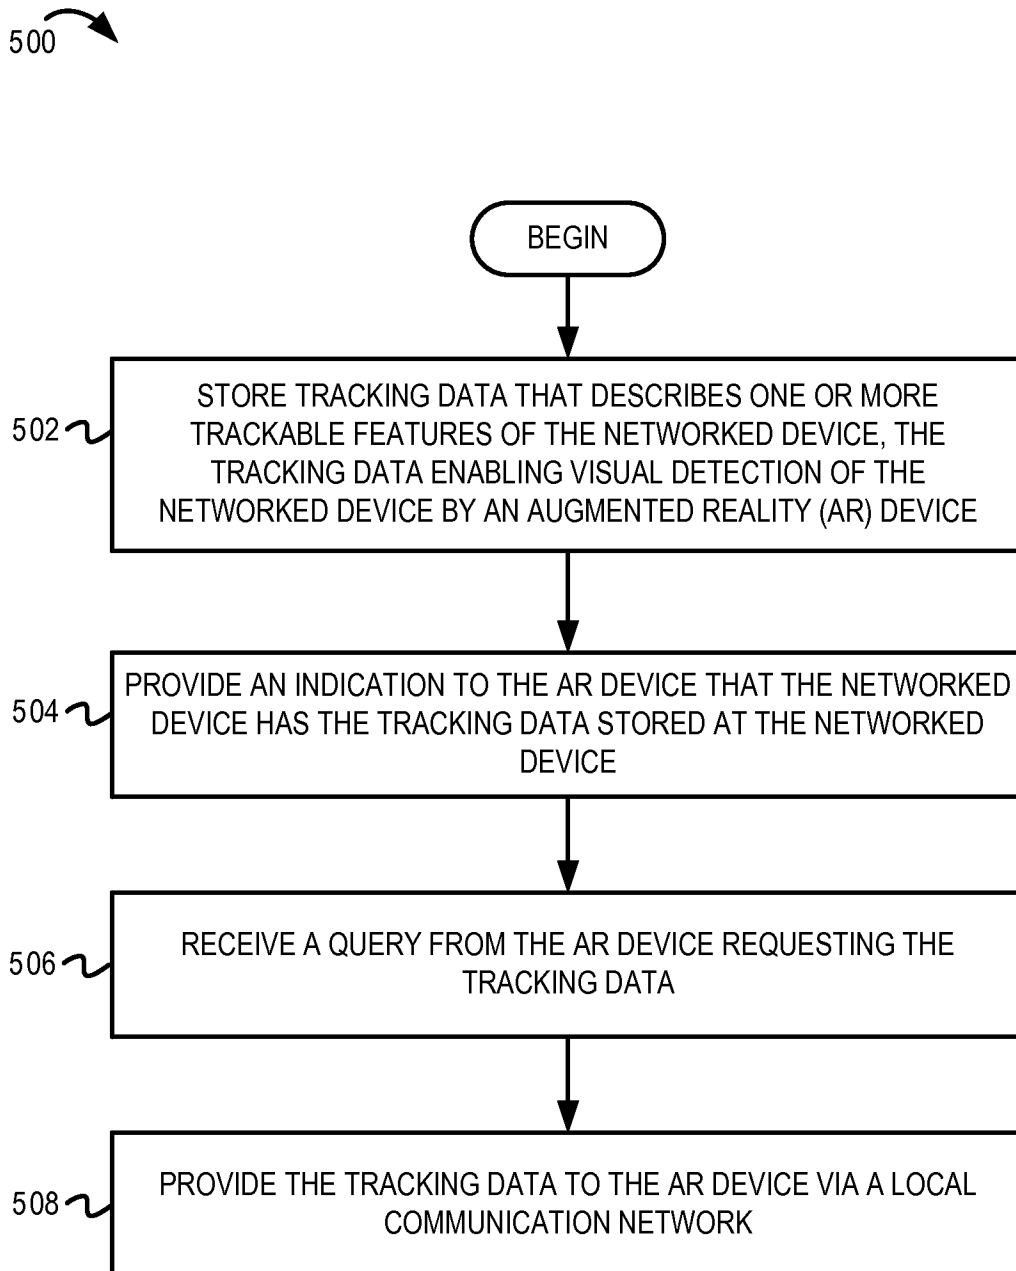 500
BEGIN
502
STORE TRACKING DATA THAT DESCRIBES ONE OR MORE
TRACKABLE FEATURES OF THE NETWORKED DEVICE, THE
TRACKING DATA ENABLING VISUAL DETECTION OF THE
NETWORKED DEVICE BY AN AUGMENTED REALITY (AR) DEVICE
504
PROVIDE AN INDICATION TO THE AR DEVICE THAT THE NETWORKED
DEVICE HAS THE TRACKING DATA STORED AT THE NETWORKED
DEVICE
506
RECEIVE A QUERY FROM THE AR DEVICE REQUESTING THE
TRACKING DATA
508
PROVIDE THE TRACKING DATA TO THE AR DEVICE VIA A LOCAL
COMMUNICATION NETWORK